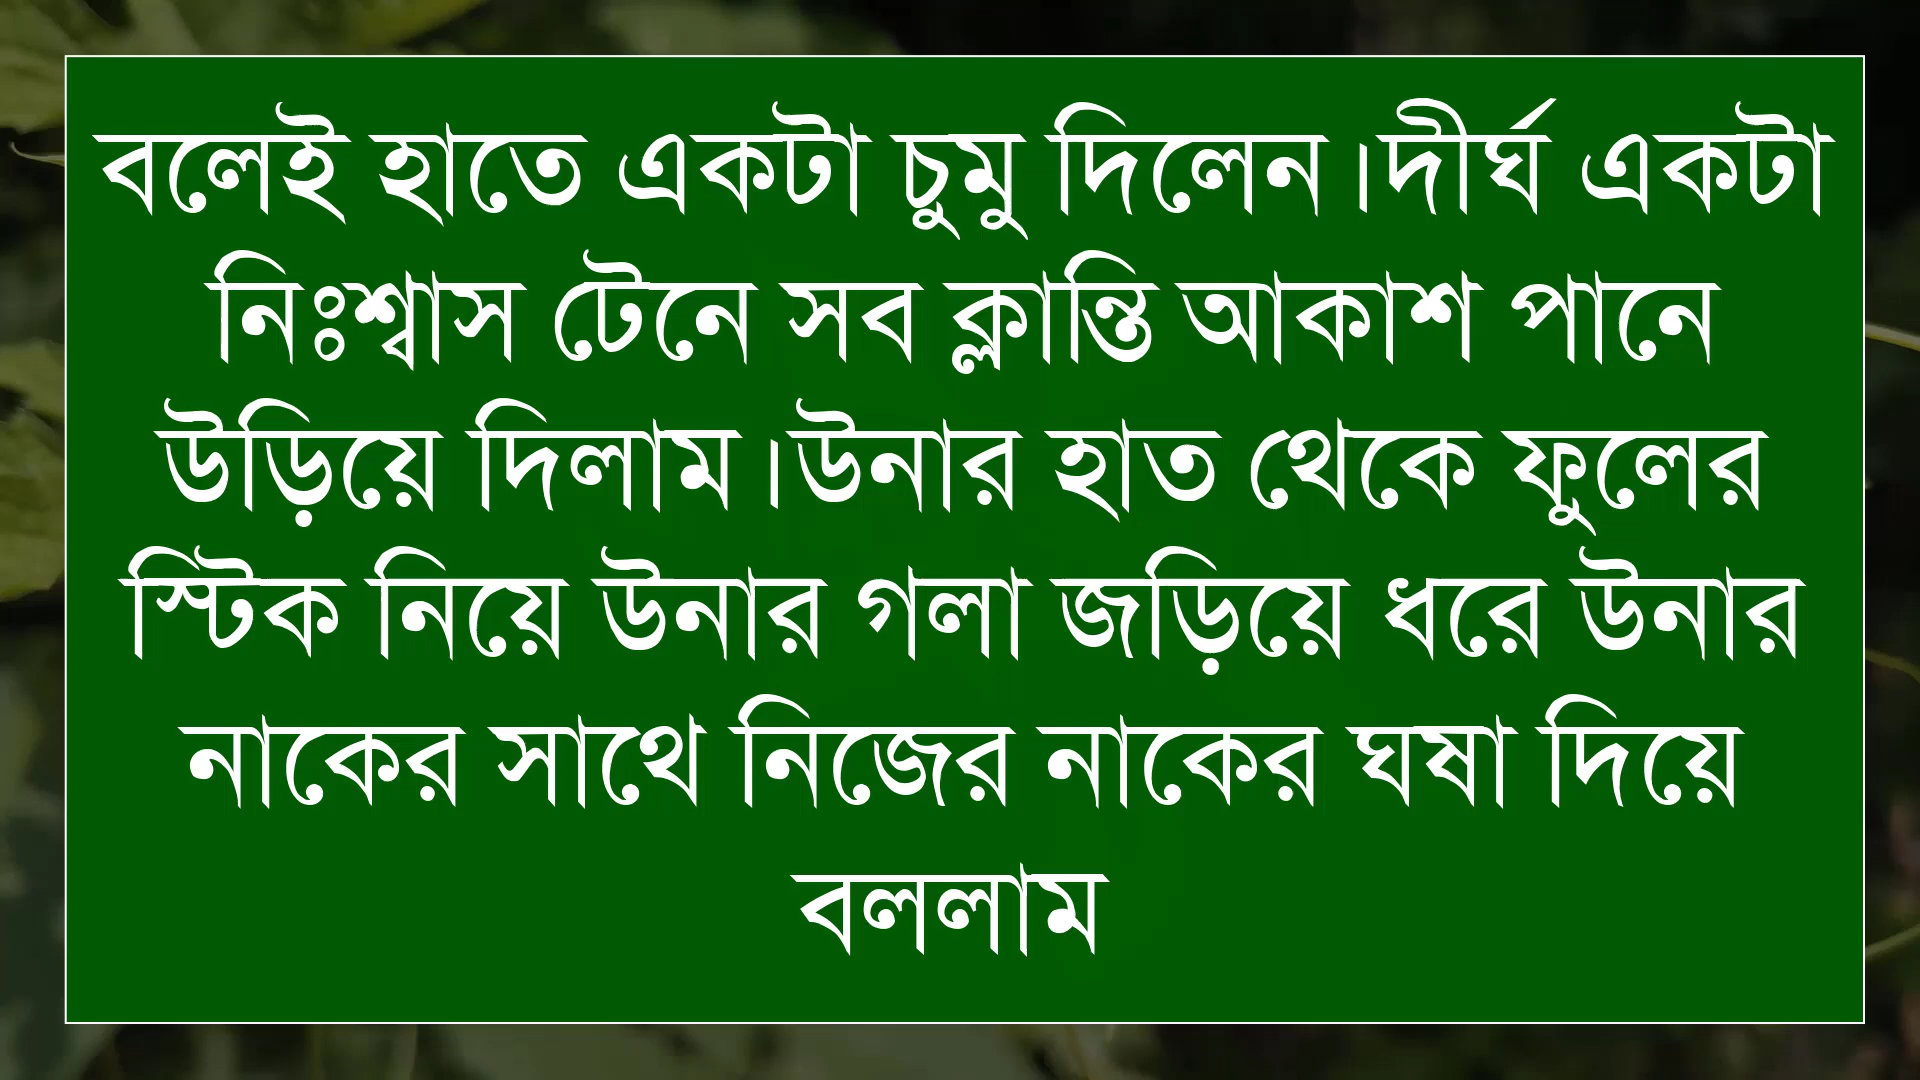 বলেই হাতে একটা চুমু দিলেন।দীর্ঘ একটা
নিঃশ্বাস টেনে সব ক্লান্তি আকাশ পানে
উড়িয়ে দিলাম।উনার হাত থেকে ফুলের
স্টিক নিয়ে উনার গলা জড়িয়ে ধরে উনার
নাকের সাথে নিজের নাকের ঘষা দিয়ে
বললাম